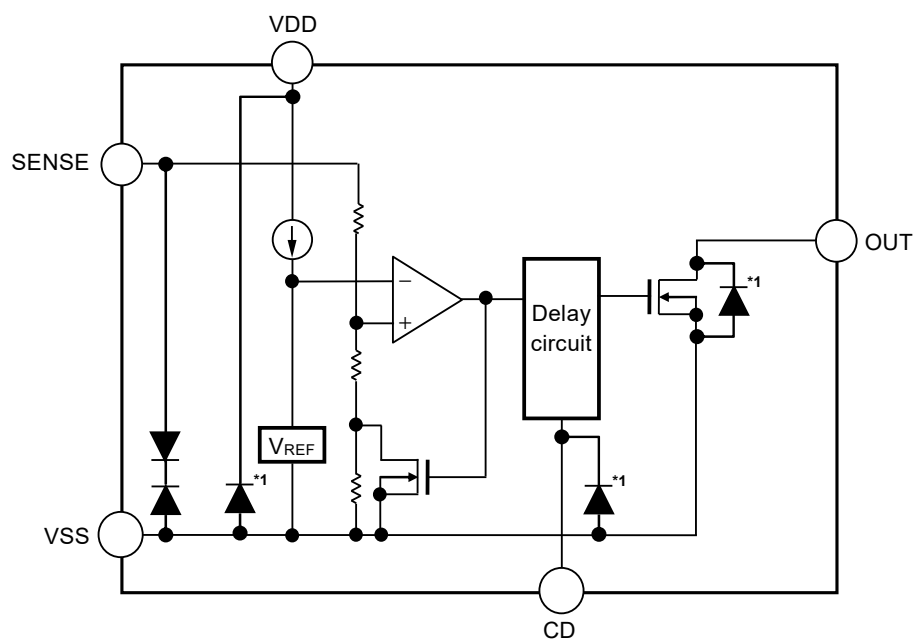 VDD
SENSE
OUT
−
+
*1
Delay
circuit
VREF
*1
*1
VSS
CD